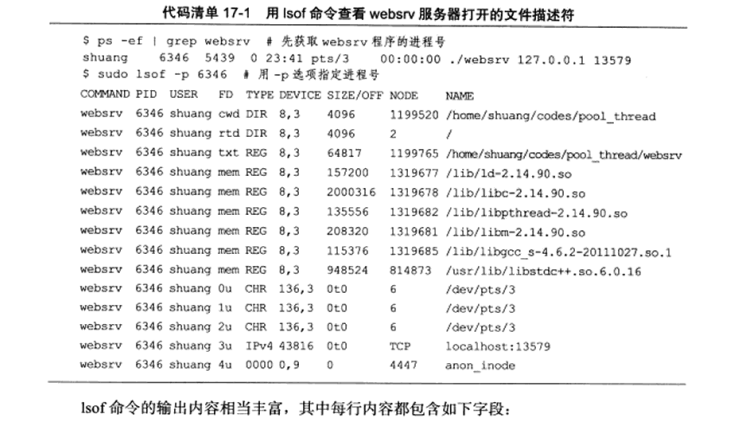 代码清单 17-1 用 lsof 命令查看 websrv 服务器打开的文件描述符
$ ps -ef | grep websrv # 先获取 websrv 程序的进程号
shuang 6346 5439 0 23:41 pts/3 00:00:00 ./websrv 127.0.0.1 13579
$ sudo lsof -p 6346 # 用 -p 选项指定进程号
COMMAND PID USER FD TYPE DEVICE SIZE/OFF NODE NAME
websrv 6346 shuang cwd DIR 8,3 4096 1199520 /home/shuang/codes/pool_thread
websrv 6346 shuang rtd DIR 8,3 4096 2 /
websrv 6346 shuang txt REG 8,3 64817 1199765 /home/shuang/codes/pool_thread/websrv
websrv 6346 shuang mem REG 8,3 157200 1319677 /lib/ld-2.14.90.so
websrv 6346 shuang mem REG 8,3 2000316 1319678 /lib/libc-2.14.90.so
websrv 6346 shuang mem REG 8,3 135556 1319682 /lib/libpthread-2.14.90.so
websrv 6346 shuang mem REG 8,3 208320 1319681 /lib/libm-2.14.90.so
websrv 6346 shuang mem REG 8,3 115376 1319685 /lib/libgcc_s-4.6.2-20111027.so.1
websrv 6346 shuang mem REG 8,3 948524 814873 /usr/lib/libstdc++.so.6.0.16
websrv 6346 shuang 0u CHR 136,3 0t0 6 /dev/pts/3
websrv 6346 shuang 1u CHR 136,3 0t0 6 /dev/pts/3
websrv 6346 shuang 2u CHR 136,3 0t0 6 /dev/pts/3
websrv 6346 shuang 3u IPv4 43816 0t0 TCP localhost:13579
websrv 6346 shuang 4u 0000 0,9 0 4447 anon_inode
lsof 命令的输出内容相当丰富，其中每行内容都包含如下字段：